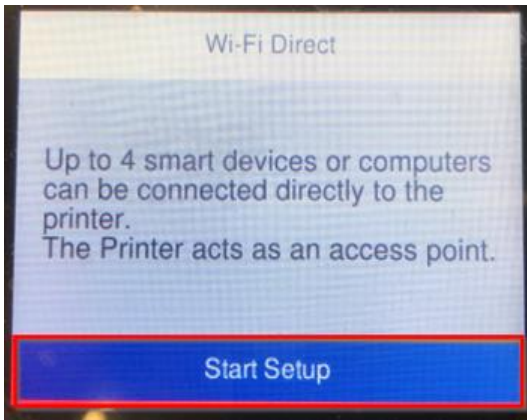 Wi-Fi Direct
Up to 4 smart devices or computers
can be connected directly to the
printer.
The Printer acts as an access point.
Start Setup